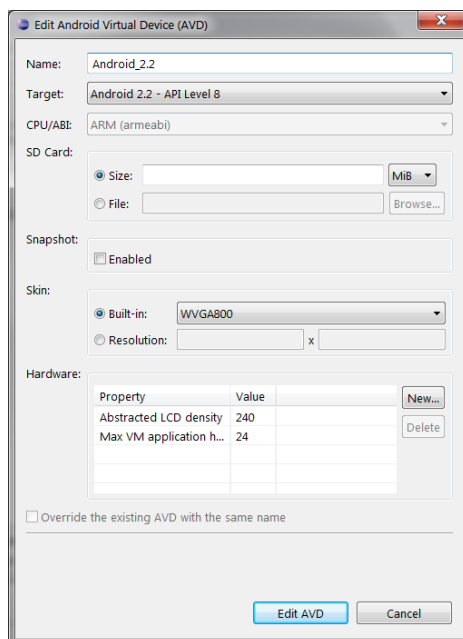 Edit Android Virtual Device (AVD)
Name: Android_2.2
Target: Android 2.2 - API Level 8
CPU/ABI: ARM (armeabi)
SD Card:
Size: MiB
File: Browse...
Snapshot:
Enabled
Skin:
Built-in: WVGA800
Resolution: x
Hardware:
Property Value New...
Abstracted LCD density 240
Delete
Max VM application h... 24
Override the existing AVD with the same name
Edit AVD Cancel